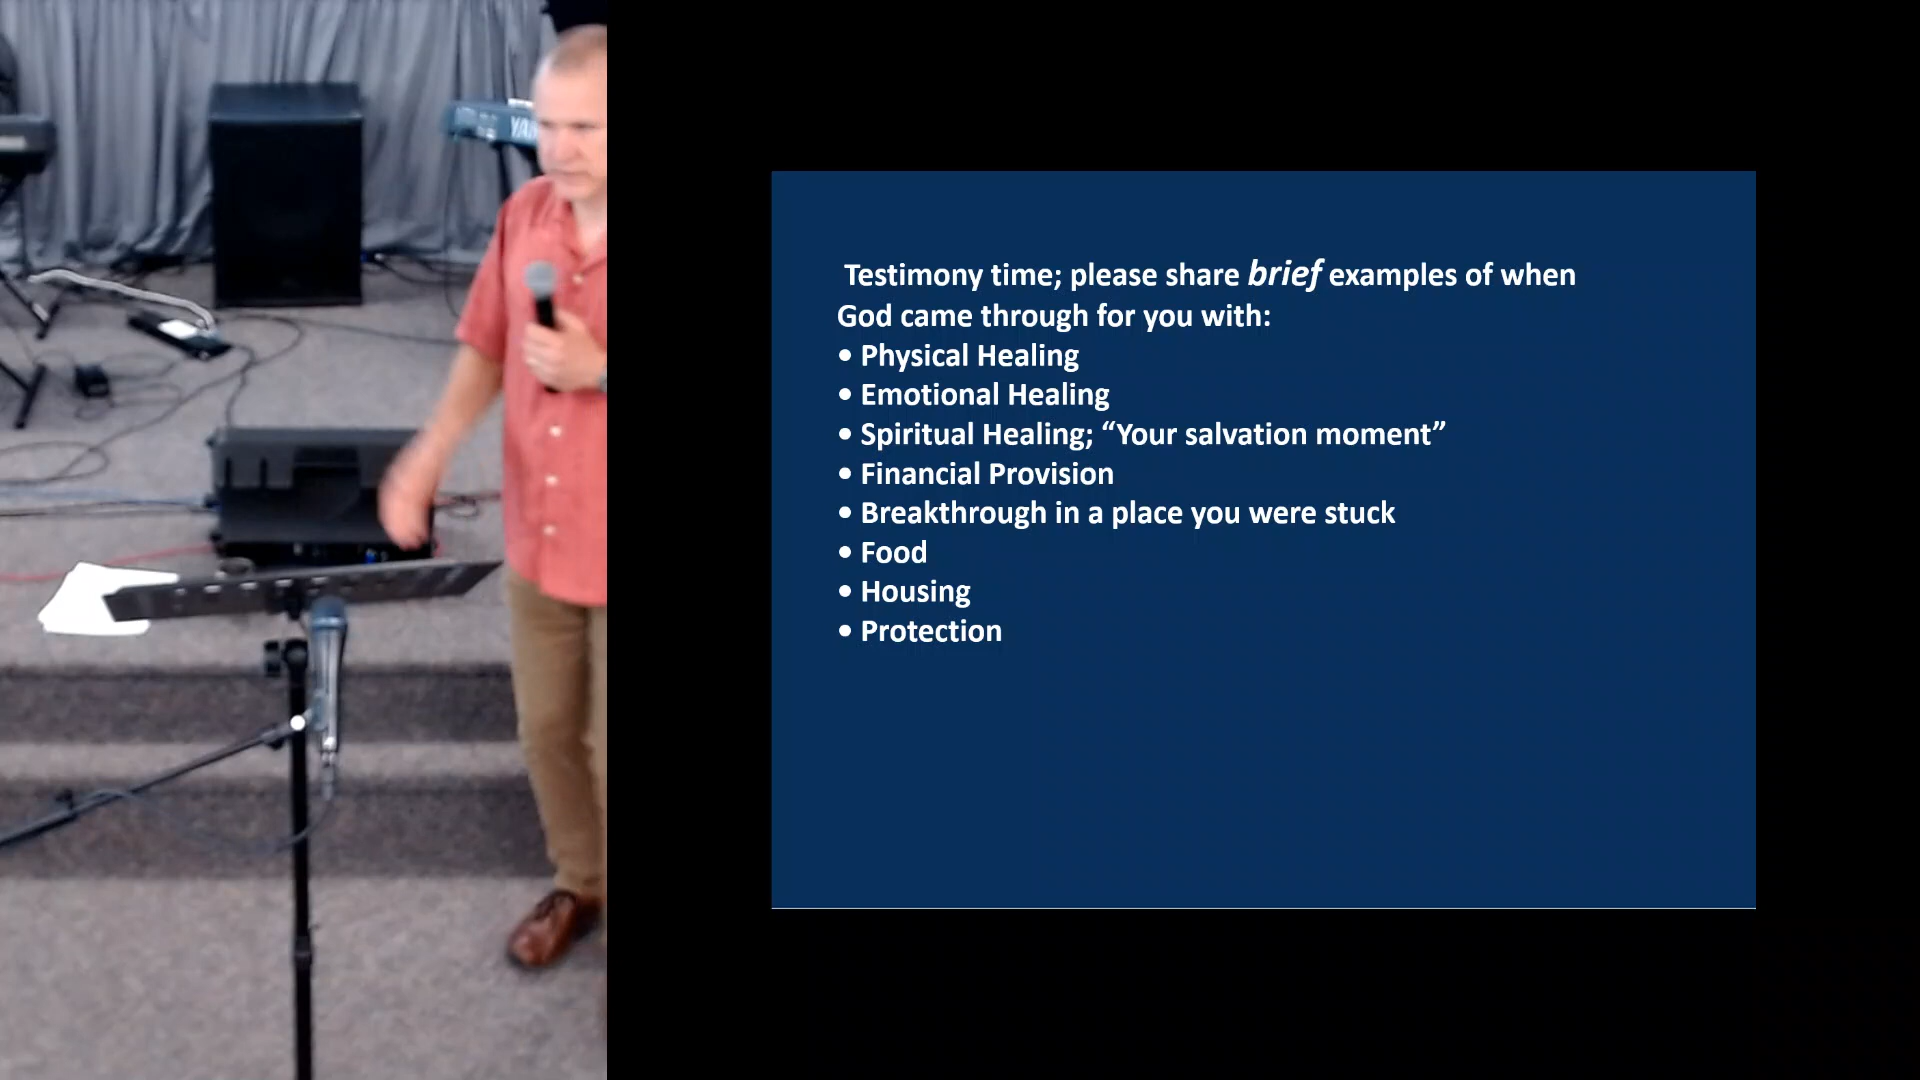 Testimony time; please share brief examples of when
God came through for you with:
• Physical Healing
• Emotional Healing
• Spiritual Healing; “Your salvation moment”
• Financial Provision
• Breakthrough in a place you were stuck
• Food
• Housing
• Protection